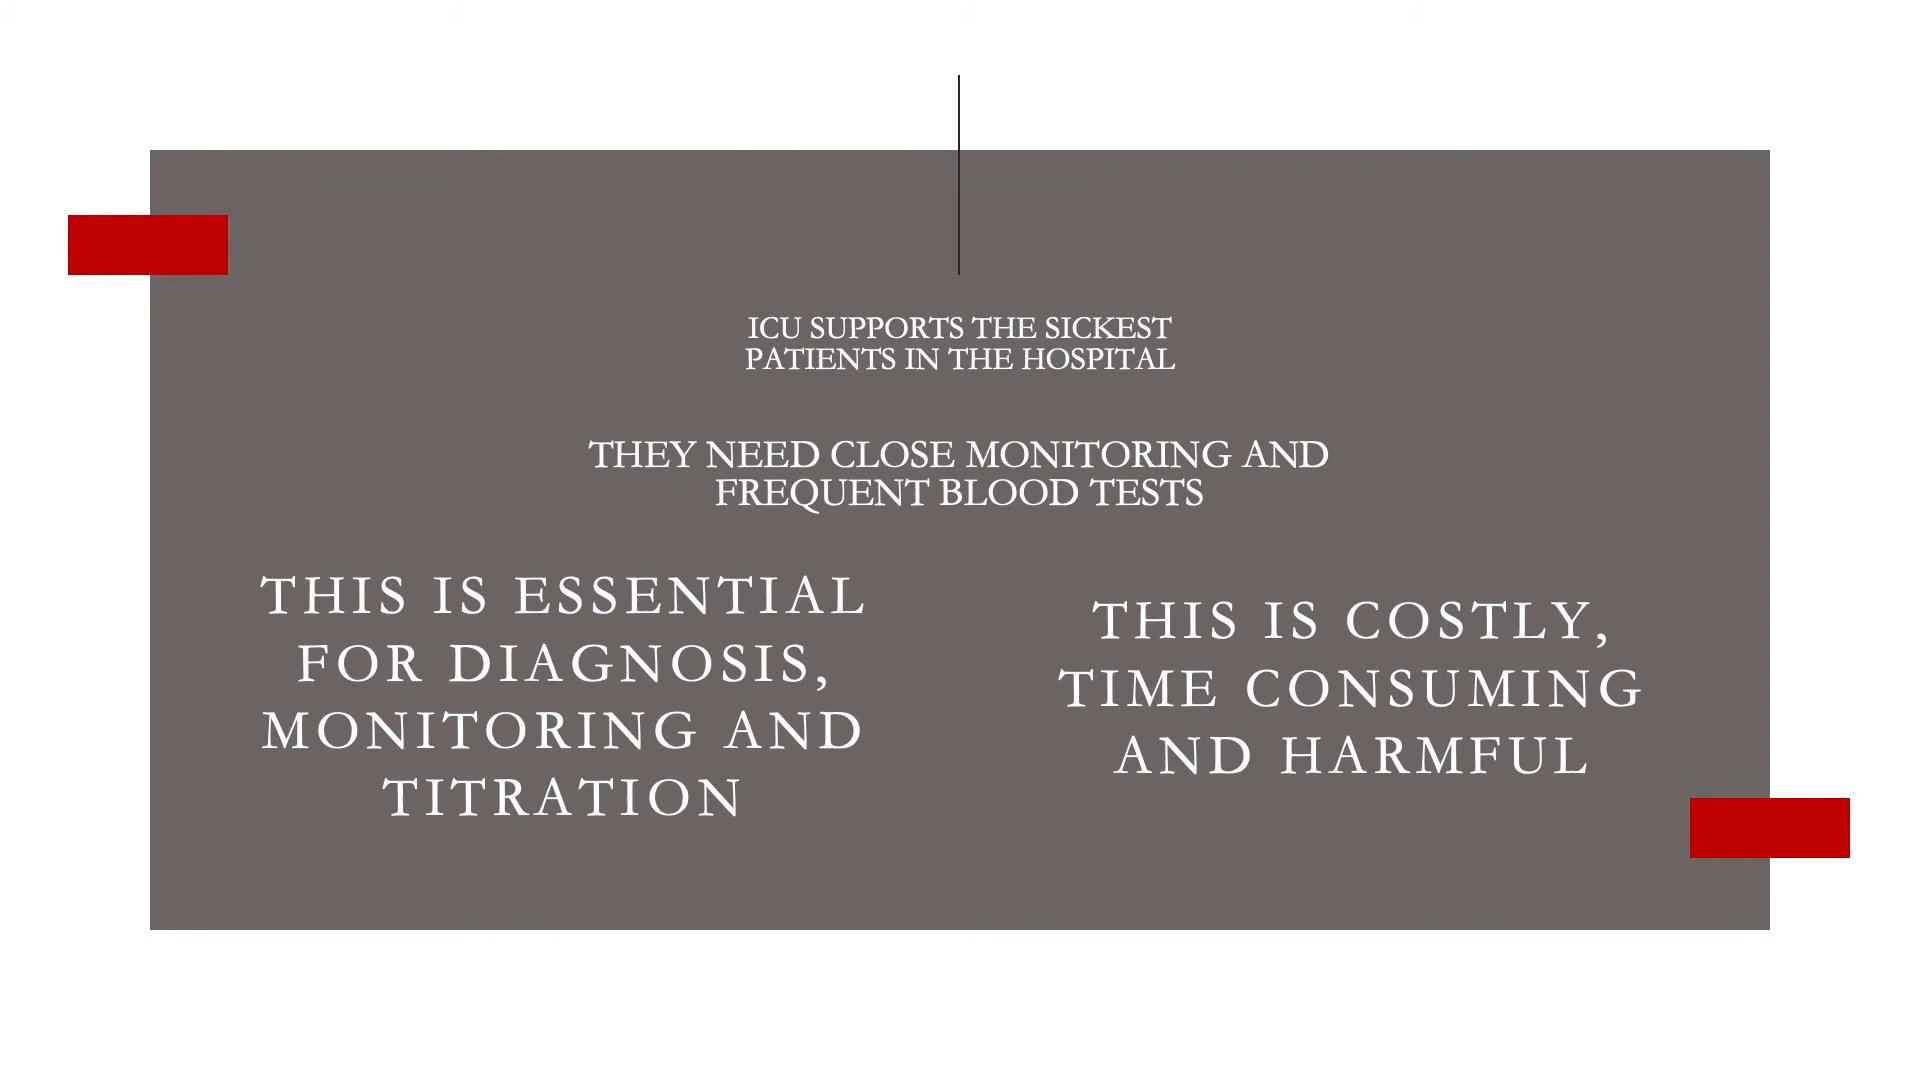 ICU SUPPORTS THE SICKEST
PATIENTS IN THE HOSPITAL
THEY NEED CLOSE MONITORING AND
FREQUENT BLOOD TESTS
THIS IS ESSENTIAL
FOR DIAGNOSIS,
MONITORING AND
TITRATION
THIS IS COSTLY,
TIME CONSUMING
AND HARMFUL